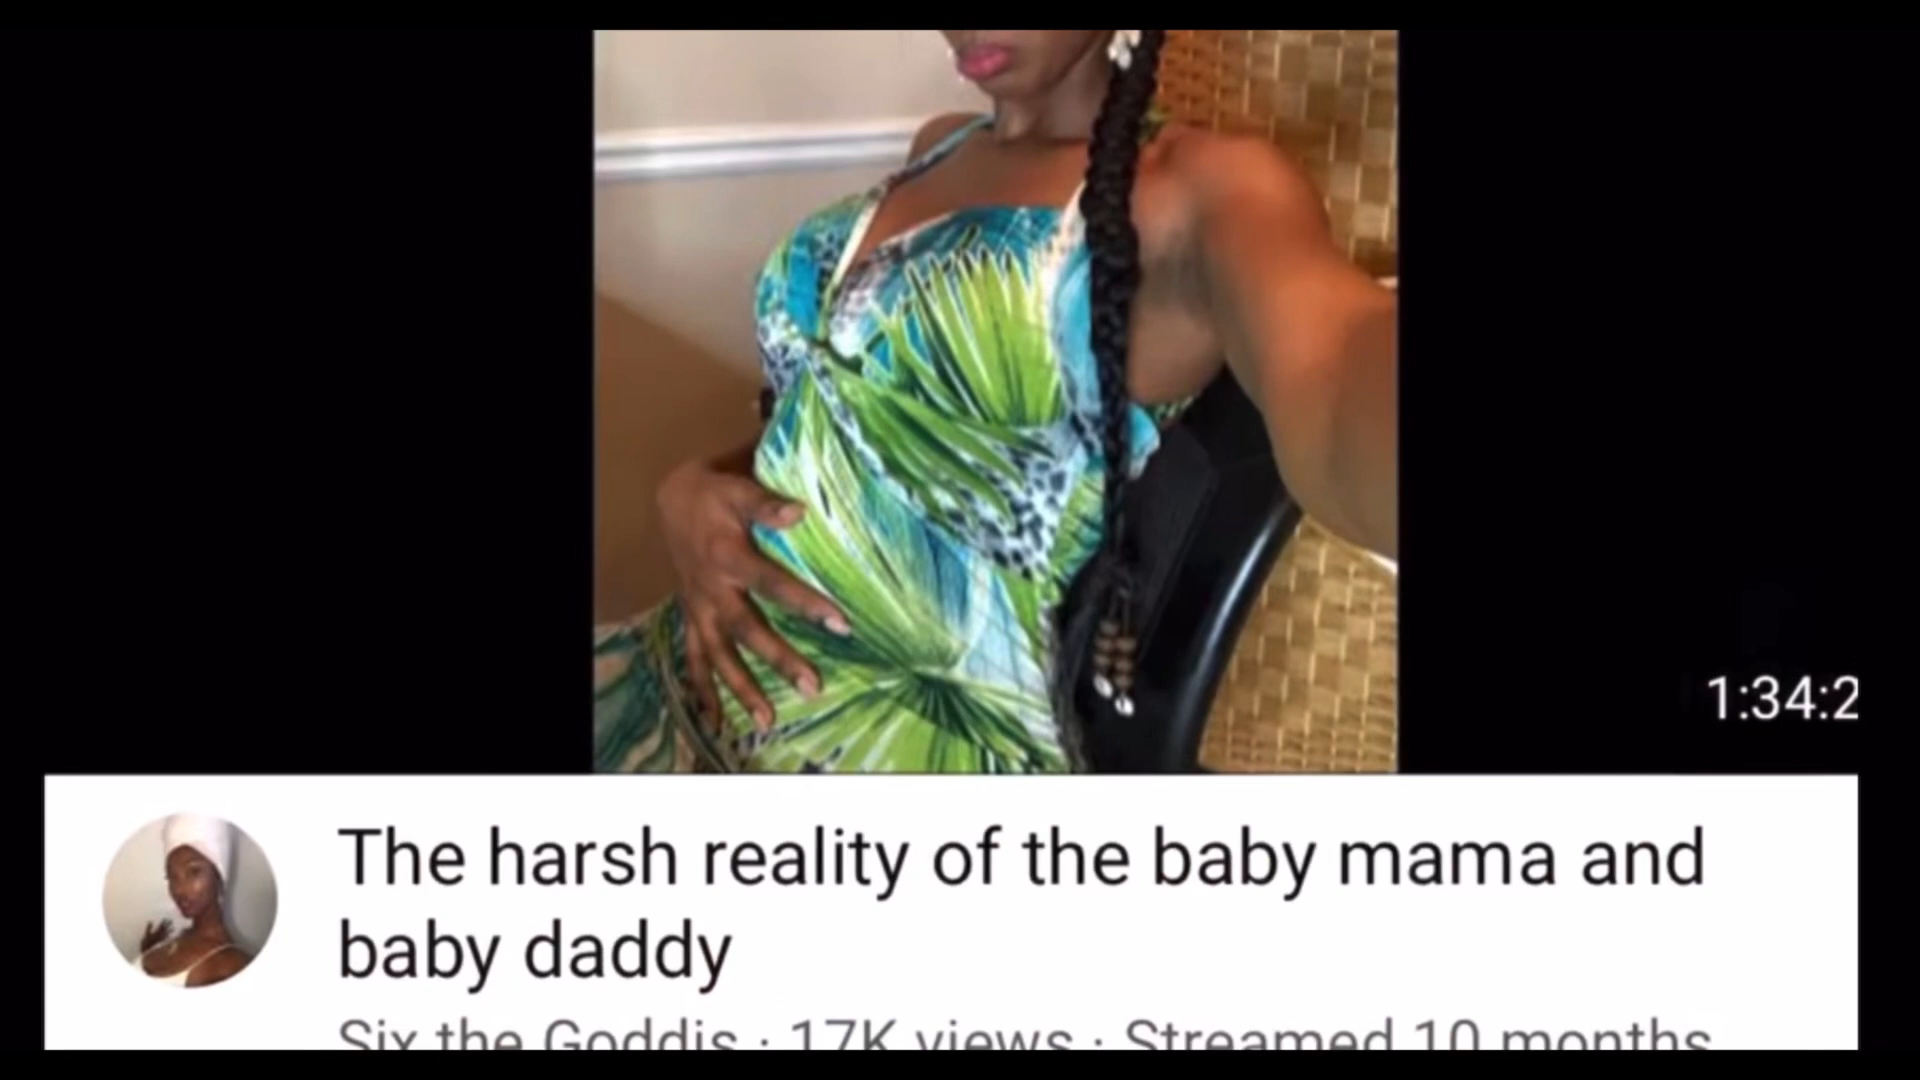 1:34:2
The harsh reality of the baby mama and
baby daddy
Six the Goddis · 17K views · Streamed 10 months